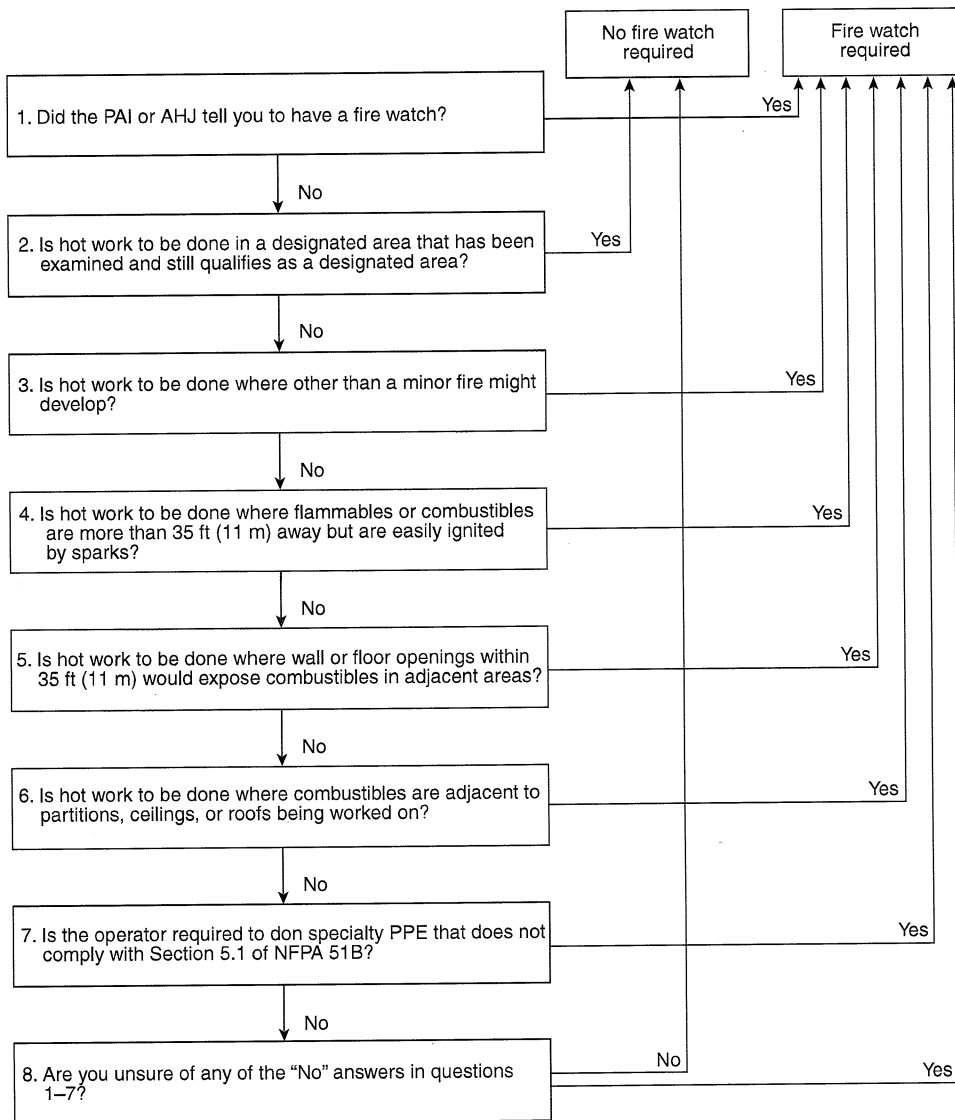 No fire watch
required
Fire watch
required
1. Did the PAI or AHJ tell you to have a fire watch?
Yes
No
2. Is hot work to be done in a designated area that has been
examined and still qualifies as a designated area?
Yes
No
3. Is hot work to be done where other than a minor fire might
develop?
Yes
No
4. Is hot work to be done where flammables or combustibles
are more than 35 ft (11 m) away but are easily ignited
by sparks?
Yes
No
5. Is hot work to be done where wall or floor openings within
35 ft (11 m) would expose combustibles in adjacent areas?
Yes
No
6. Is hot work to be done where combustibles are adjacent to
partitions, ceilings, or roofs being worked on?
Yes
No
7. Is the operator required to don specialty PPE that does not
comply with Section 5.1 of NFPA 51B?
Yes
No
8. Are you unsure of any of the “No” answers in questions
1–7?
No
Yes